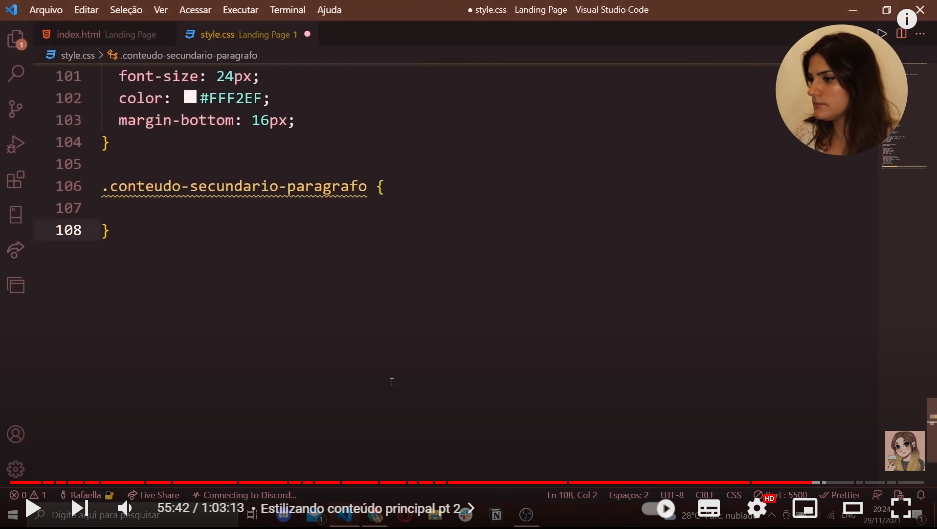 Arquivo Editar Seleção Ver Acessar Executar Terminal Ajuda
● style.css Landing Page Visual Studio Code
index.html Landing Page
style.css Landing Page 1
style.css > .conteudo-secundario-paragrafo
101 font-size: 24px;
102 color: #FFF2EF;
103 margin-bottom: 16px;
104 }
105
106 .conteudo-secundario-paragrafo {
107
108 }
0 1 Rafaella Live Share Connecting to Discord... Ln 108, Col 2 Espaços: 2 UTF-8 CRLF CSS Port : 5500 Prettier
Digite aqui para pesquisar
55:42 / 1:03:13 • Estilizando conteúdo principal pt 2 >
HD
28°C
ENG
29/11/2021